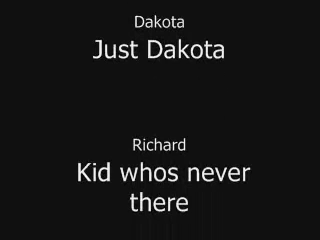 Dakota
Just Dakota
Richard
Kid whos never
there